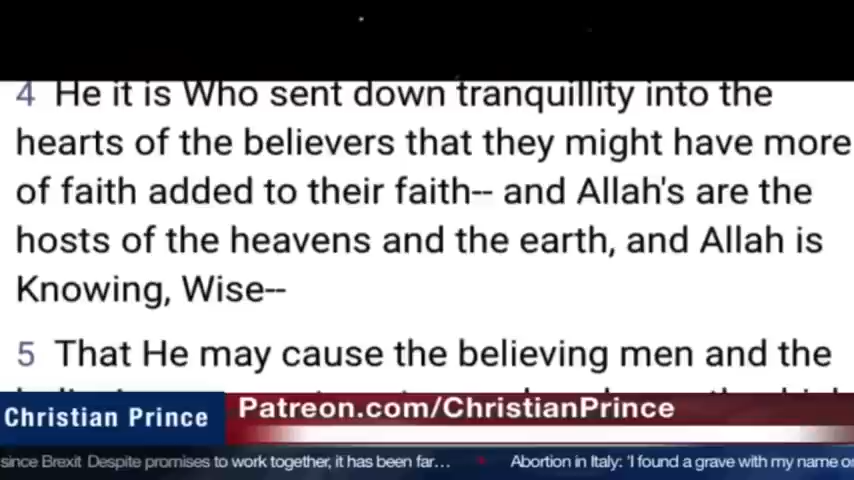 4 He it is Who sent down tranquillity into the
hearts of the believers that they might have more
of faith added to their faith-- and Allah's are the
hosts of the heavens and the earth, and Allah is
Knowing, Wise--
5 That He may cause the believing men and the
Christian Prince
Patreon.com/ChristianPrince
since Brexit Despite promises to work together, it has been far... Abortion in Italy: 'I found a grave with my name on